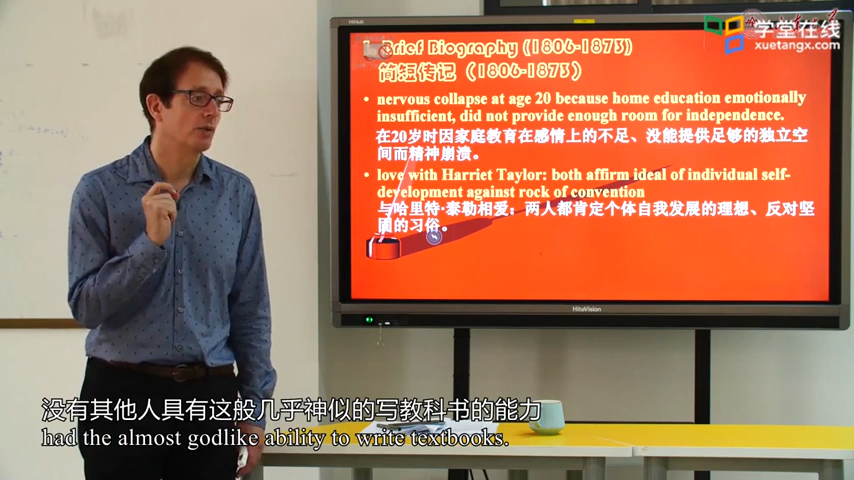 HiteVision
1. Brief Biography (1806-1873)
简短传记（1806-1873）
学堂在线
xuetangx.com
• nervous collapse at age 20 because home education emotionally
insufficient, did not provide enough room for independence.
在20岁时因家庭教育在感情上的不足、没能提供足够的独立空
间而精神崩溃。
• love with Harriet Taylor: both affirm ideal of individual self-
development against rock of convention
与哈里特·泰勒相爱：两人都肯定个体自我发展的理想、反对坚
固的习俗。
HiteVision
没有其他人具有这般几乎神似的写教科书的能力
had the almost godlike ability to write textbooks.